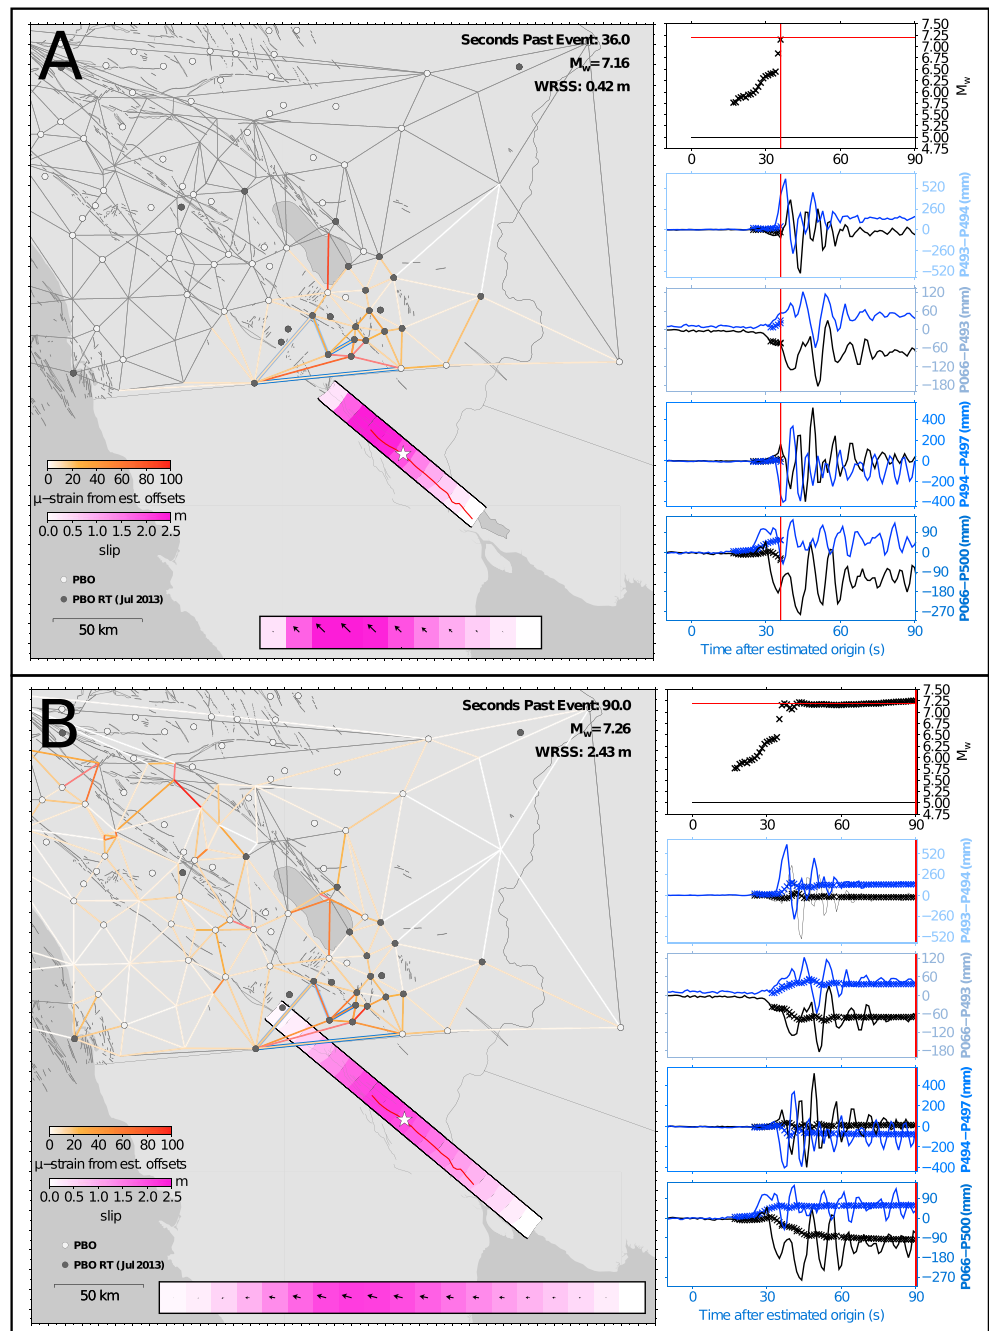 A
Seconds Past Event: 36.0
Mw=7.16
WRSS: 0.42 m
0 20 40 60 80 100
μ−strain from est. offsets
m
0.0 0.5 1.0 1.5 2.0 2.5
slip
PBO
PBO RT (Jul 2013)
50 km
7.50
7.25
7.00
6.75
6.50
6.25
6.00
5.75
5.50
5.25
5.00
4.75
Mw
0 30 60 90
520
260
0
−260
−520
P493−P494 (mm)
120
60
0
−60
−120
−180
P066−P493 (mm)
400
200
0
−200
−400
P494−P497 (mm)
90
0
−90
−180
−270
P066−P500 (mm)
0 30 60 90
Time after estimated origin (s)
B
Seconds Past Event: 90.0
Mw=7.26
WRSS: 2.43 m
0 20 40 60 80 100
μ−strain from est. offsets
m
0.0 0.5 1.0 1.5 2.0 2.5
slip
PBO
PBO RT (Jul 2013)
50 km
7.50
7.25
7.00
6.75
6.50
6.25
6.00
5.75
5.50
5.25
5.00
4.75
Mw
0 30 60 90
520
260
0
−260
−520
P493−P494 (mm)
120
60
0
−60
−120
−180
P066−P493 (mm)
400
200
0
−200
−400
P494−P497 (mm)
90
0
−90
−180
−270
P066−P500 (mm)
0 30 60 90
Time after estimated origin (s)